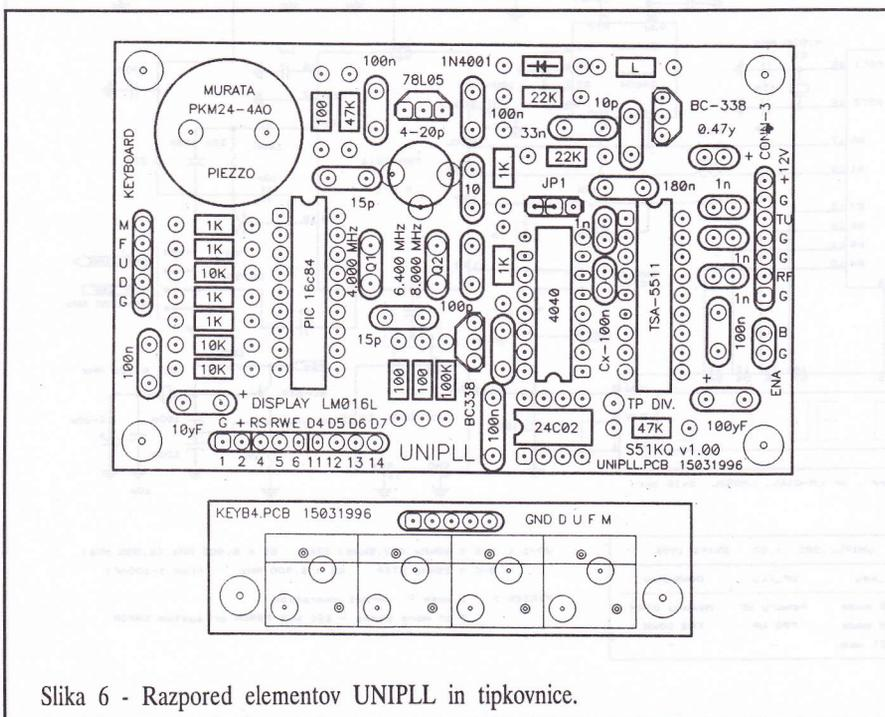 100n
1N4001
L
MURATA
PKM24-4AO
PIEZZO
78L05
100
47K
4-20p
100n
22K
10p
BC-338
33n
0.47y
+
CONN-3
22K
KEYBOARD
1K
10
JP1
180n
1n
+12V
G
TU
G
G
RF
G
15p
M
F
U
D
G
1K
1K
10K
1K
1K
10K
10K
PIC 16c84
4.000 MHz
Q1
6.400 MHz
8.000 MHz
Q2
1K
4040
1n
Cx-100n
TSA-5511
1n
1n
100p
15p
100n
B
G
ENA
100n
100
100
100K
BC338
+
10yF
DISPLAY LM016L
G + RS RW E D4 D5 D6 D7
1 2 4 5 6 11 12 13 14
UNIPLL
100n
24C02
TP DIV.
47K
+
100yF
S51KQ v1.00
UNIPLL.PCB 15031996
KEYB4.PCB 15031996
GND D U F M
Slika 6 - Razpored elementov UNIPLL in tipkovnice.